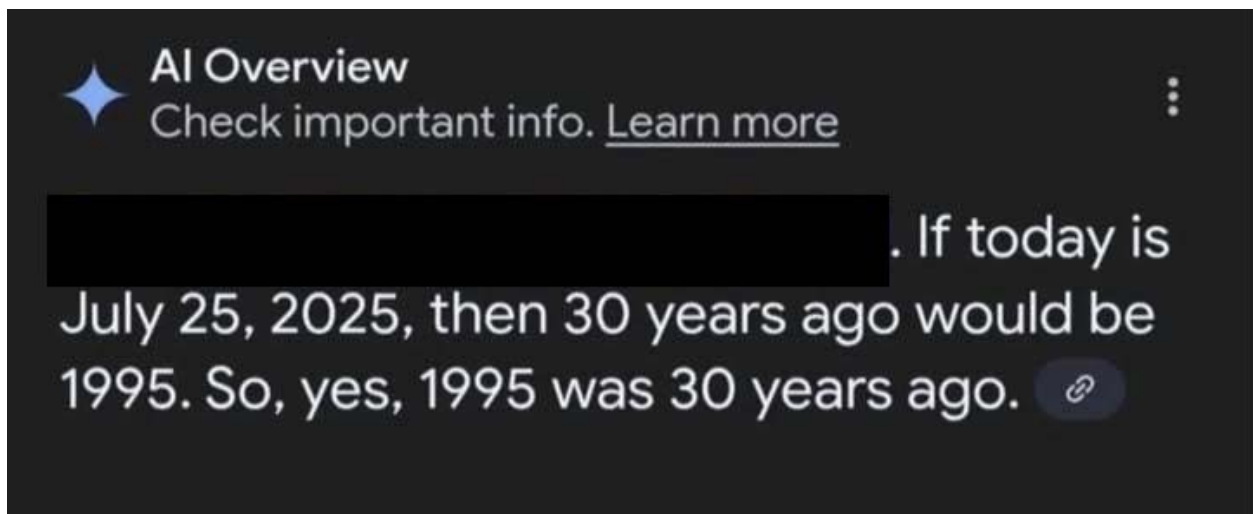 AI Overview
Check important info. Learn more
. If today is
July 25, 2025, then 30 years ago would be
1995. So, yes, 1995 was 30 years ago.